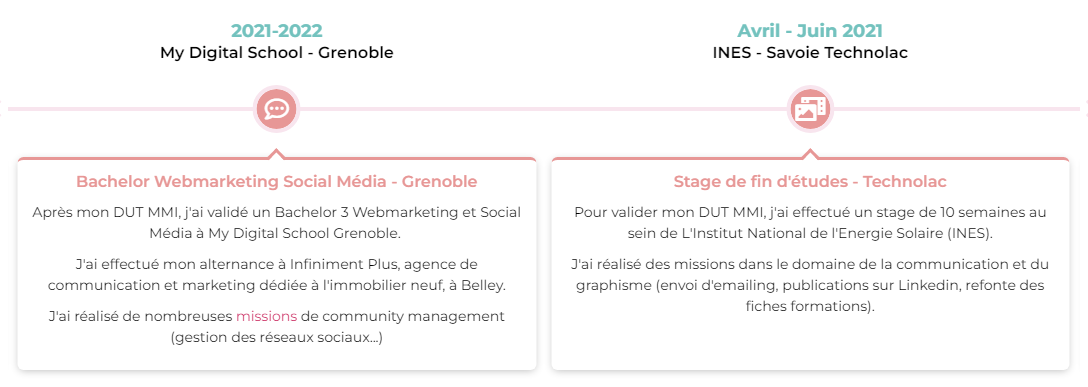 2021-2022
My Digital School - Grenoble
Bachelor Webmarketing Social Média - Grenoble
Après mon DUT MMI, j'ai validé un Bachelor 3 Webmarketing et Social
Média à My Digital School Grenoble.
J'ai effectué mon alternance à Infiniment Plus, agence de
communication et marketing dédiée à l'immobilier neuf, à Belley.
J'ai réalisé de nombreuses missions de community management
(gestion des réseaux sociaux...)
Avril - Juin 2021
INES - Savoie Technolac
Stage de fin d'études - Technolac
Pour valider mon DUT MMI, j'ai effectué un stage de 10 semaines au
sein de L'Institut National de l'Energie Solaire (INES).
J'ai réalisé des missions dans le domaine de la communication et du
graphisme (envoi d'emailing, publications sur Linkedin, refonte des
fiches formations).